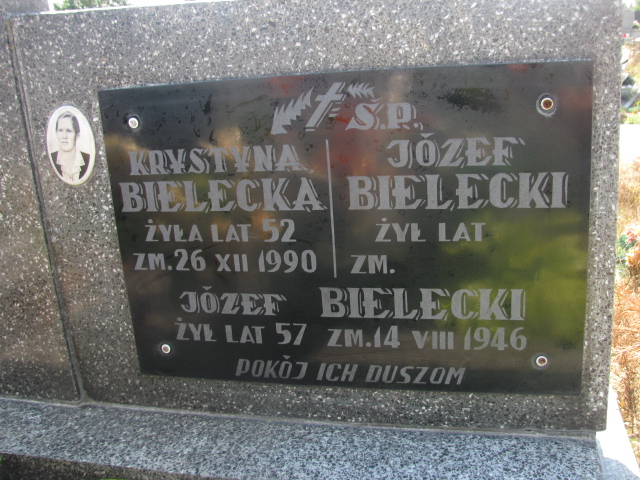 Ś.P.
KRYSTYNA
BIELECKA
ŻYŁA LAT 52
ZM. 26 XII 1990
JÓZEF
BIELECKI
ŻYŁ LAT
ZM.
JÓZEF BIELECKI
ŻYŁ LAT 57 ZM. 14 VIII 1946
POKÓJ ICH DUSZOM